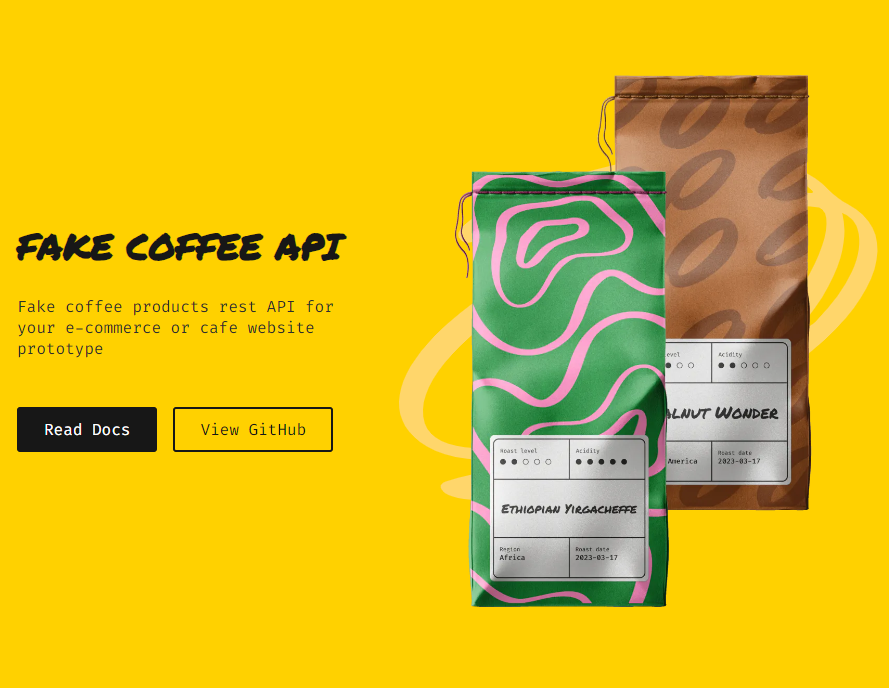 FAKE COFFEE API
Fake coffee products rest API for
your e-commerce or cafe website
prototype
Read Docs
View GitHub
Acidity
Wonder
America
Roast date
2023-03-17
Roast level
Acidity
Ethiopian Yirgacheffe
Region
Africa
Roast date
2023-03-17